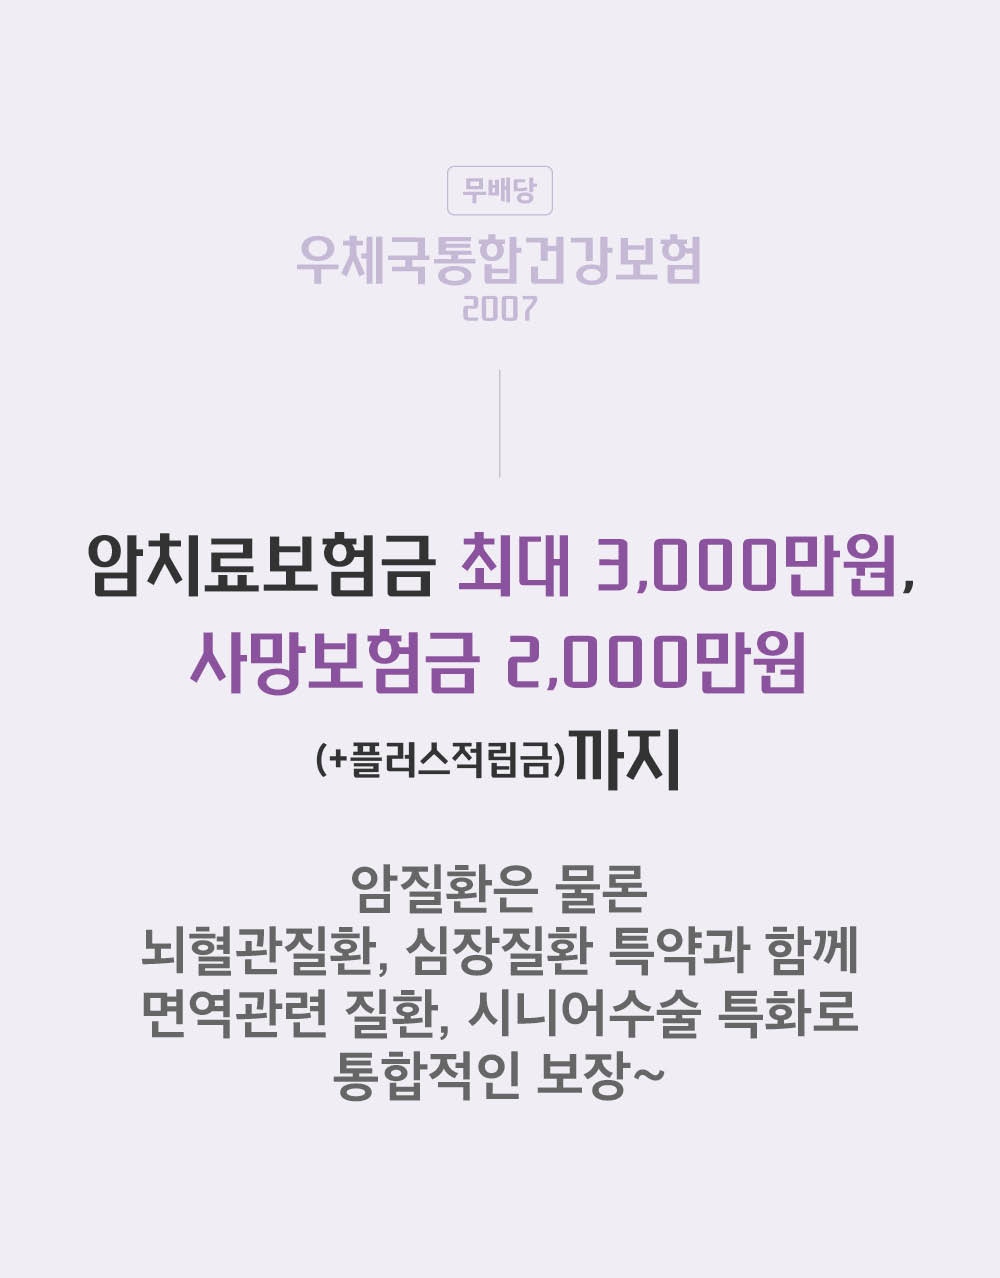 무배당
우체국통합건강보험
2007
암치료보험금 최대 3,000만원,
사망보험금 2,000만원
(+플러스적립금)까지
암질환은 물론
뇌혈관질환, 심장질환 특약과 함께
면역관련 질환, 시니어수술 특화로
통합적인 보장~